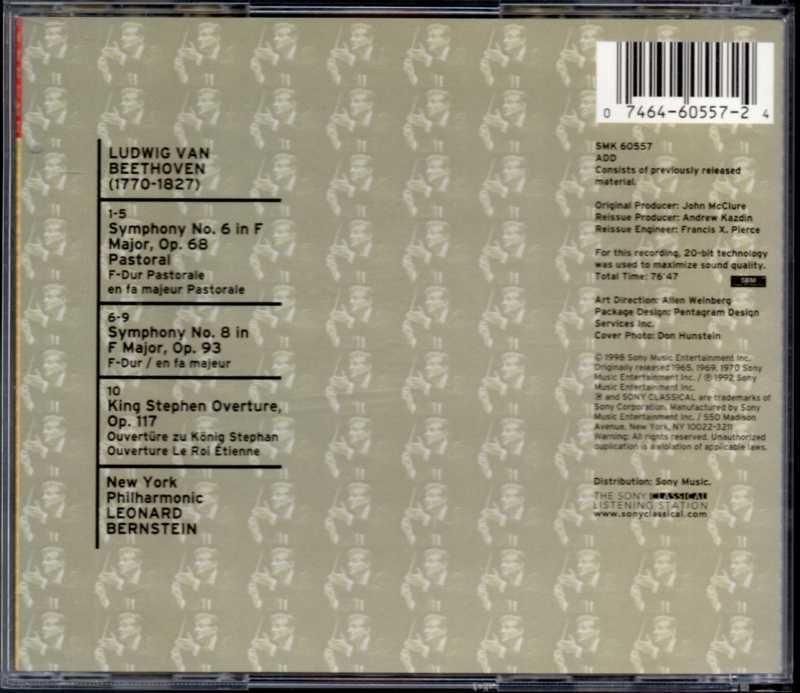 LUDWIG VAN
BEETHOVEN
(1770-1827)
1-5
Symphony No. 6 in F
Major, Op. 68
Pastoral
F-Dur Pastorale
en fa majeur Pastorale
6-9
Symphony No. 8 in
F Major, Op. 93
F-Dur / en fa majeur
10
King Stephen Overture,
Op. 117
Ouvertüre zu König Stephan
Ouverture Le Roi Étienne
New York
Philharmonic
LEONARD
BERNSTEIN
0 7464-60557-2 4
SMK 60557
ADD
Consists of previously released
material.
Original Producer: John McClure
Reissue Producer: Andrew Kazdin
Reissue Engineer: Francis X. Pierce
For this recording, 20-bit technology
was used to maximize sound quality.
Total Time: 76'47
SBM
Art Direction: Allen Weinberg
Package Design: Pentagram Design
Services Inc.
Cover Photo: Don Hunstein
© 1998 Sony Music Entertainment Inc.
Originally released 1965, 1969, 1970 Sony
Music Entertainment Inc. / ℗ 1992 Sony
Music Entertainment Inc.
and SONY CLASSICAL are trademarks of
Sony Corporation. Manufactured by Sony
Music Entertainment Inc. / 550 Madison
Avenue, New York, NY 10022-3211
Warning: All rights reserved. Unauthorized
duplication is a violation of applicable laws.
Distribution: Sony Music.
THE SONY CLASSICAL
LISTENING STATION
www.sonyclassical.com